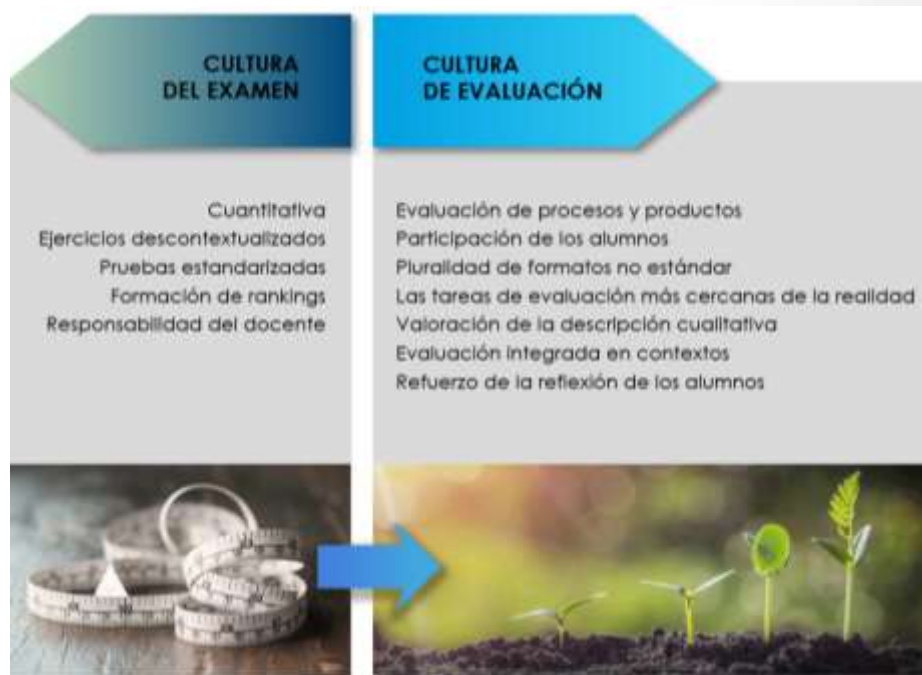 CULTURA
DEL EXAMEN
CULTURA
DE EVALUACIÓN
Cuantitativa
Ejercicios descontextualizados
Pruebas estandarizadas
Formación de rankings
Responsabilidad del docente
Evaluación de procesos y productos
Participación de los alumnos
Pluralidad de formatos no estándar
Las tareas de evaluación más cercanas de la realidad
Valoración de la descripción cualitativa
Evaluación integrada en contextos
Refuerzo de la reflexión de los alumnos